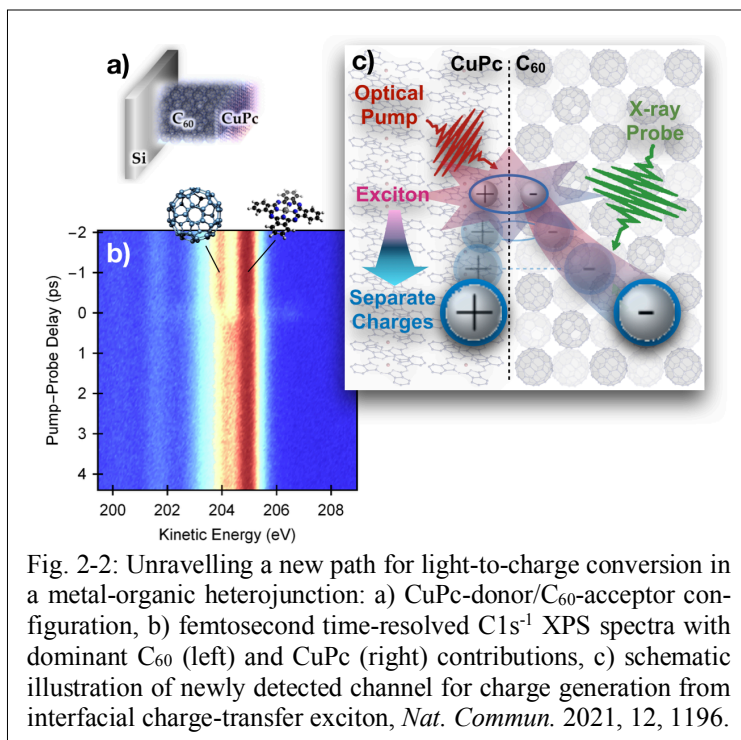 a)
Si
C₆₀
CuPc
b)
Pump–Probe Delay (ps)
-2
-1
0
1
2
3
4
200
202
204
206
208
Kinetic Energy (eV)
c)
CuPc
C₆₀
Optical
Pump
X-ray
Probe
Exciton
+
-
-
+
-
Separate
Charges
+
-
Fig. 2-2: Unravelling a new path for light-to-charge conversion in
a metal-organic heterojunction: a) CuPc-donor/C₆₀-acceptor con-
figuration, b) femtosecond time-resolved C1s⁻¹ XPS spectra with
dominant C₆₀ (left) and CuPc (right) contributions, c) schematic
illustration of newly detected channel for charge generation from
interfacial charge-transfer exciton, Nat. Commun. 2021, 12, 1196.